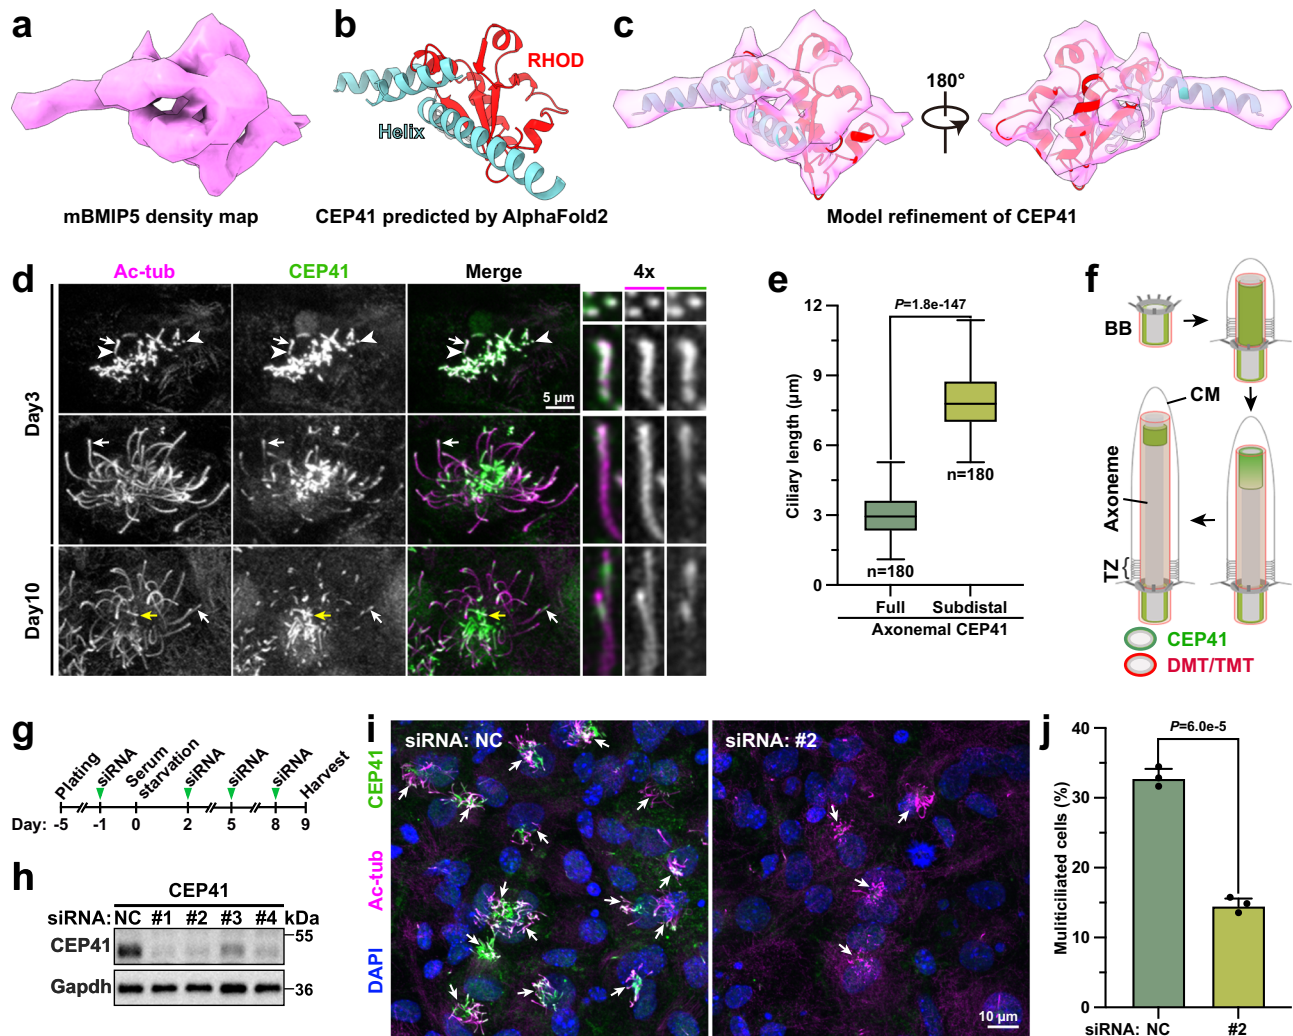 a
b
c
RHOD
Helix
180°
mBMIP5 density map
CEP41 predicted by AlphaFold2
Model refinement of CEP41
d
Ac-tub
CEP41
Merge
4x
Day3
Day10
5 µm
e
P=1.8e-147
Ciliary length (µm)
12
9
6
3
0
n=180
n=180
Full
Subdistal
Axonemal CEP41
f
BB
CM
Axoneme
TZ
CEP41
DMT/TMT
g
Plating
siRNA
Serum
starvation
siRNA
siRNA
siRNA
Harvest
Day: -5 -1 0 2 5 8 9
h
CEP41
siRNA: NC #1 #2 #3 #4 kDa
CEP41
55
Gapdh
36
i
CEP41
Ac-tub
DAPI
siRNA: NC
siRNA: #2
10 µm
j
P=6.0e-5
Muliticiliated cells (%)
40
30
20
10
0
siRNA: NC #2